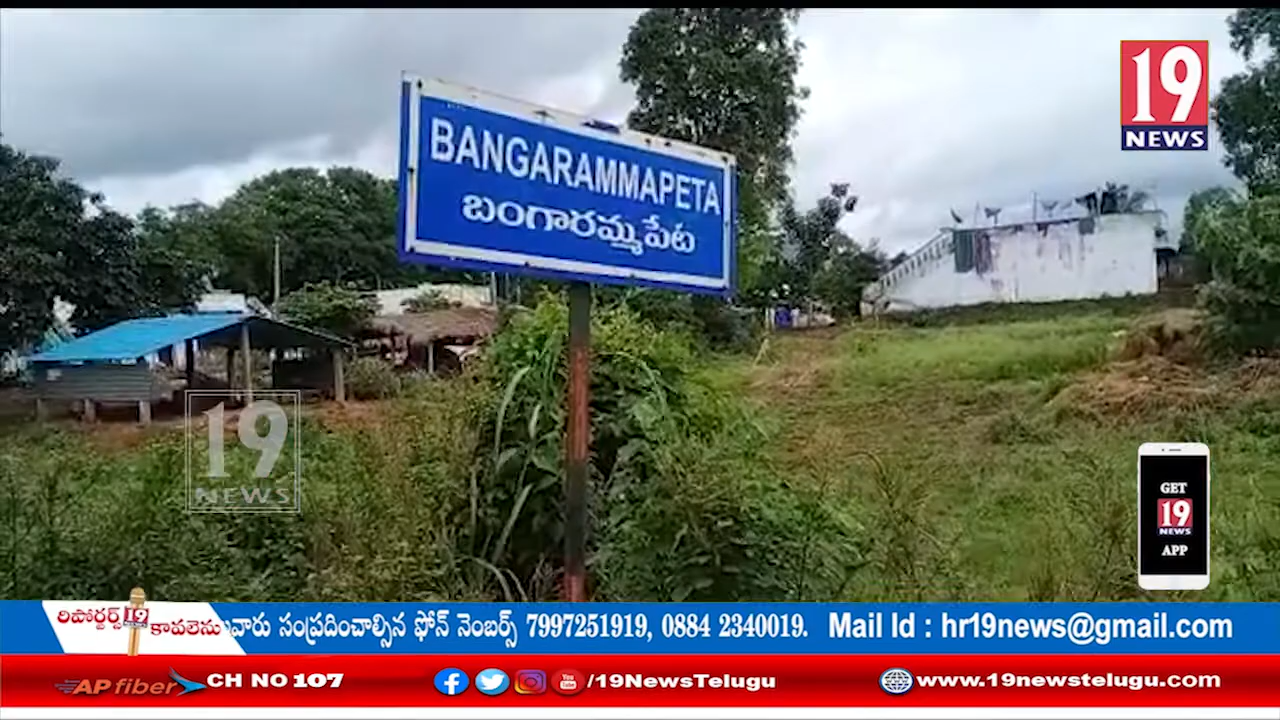 19
NEWS
BANGARAMMAPETA
బంగారమ్మపేట
19
NEWS
GET
19
NEWS
APP
రిపోర్టర్స్ 19 కావలెను
వారు సంప్రదించాల్సిన ఫోన్ నెంబర్స్ 7997251919, 0884 2340019. Mail Id : hr19news@gmail.com
AP fiber CH NO 107
/19NewsTelugu
www.19newstelugu.com